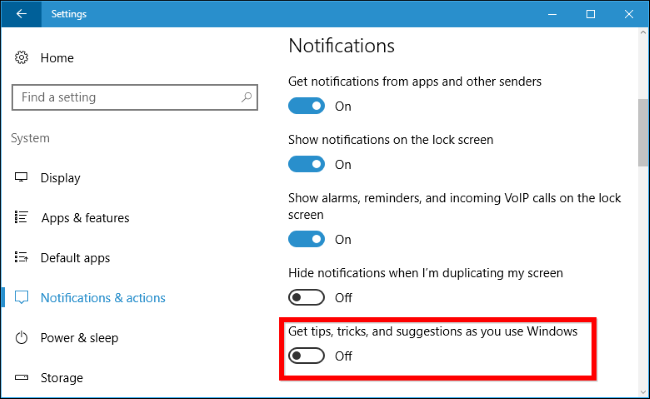 Settings
Home
Find a setting
System
Display
Apps & features
Default apps
Notifications & actions
Power & sleep
Storage
Notifications
Get notifications from apps and other senders
On
Show notifications on the lock screen
On
Show alarms, reminders, and incoming VoIP calls on the lock
screen
On
Hide notifications when I'm duplicating my screen
Off
Get tips, tricks, and suggestions as you use Windows
Off